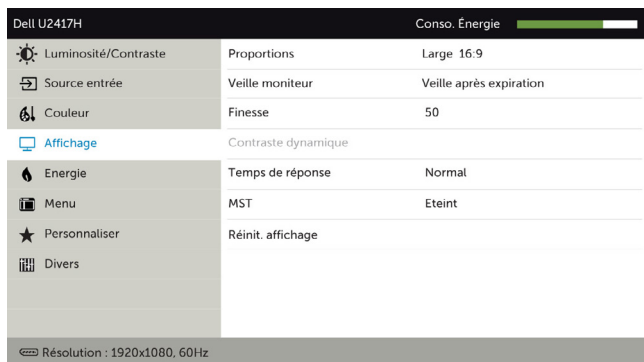 Dell U2417H Conso. Énergie
Luminosité/Contraste Proportions Large 16:9
Source entrée Veille moniteur Veille après expiration
Couleur Finesse 50
Affichage Contraste dynamique
Energie Temps de réponse Normal
Menu MST Eteint
Personnaliser Réinit. affichage
Divers
Résolution : 1920x1080, 60Hz